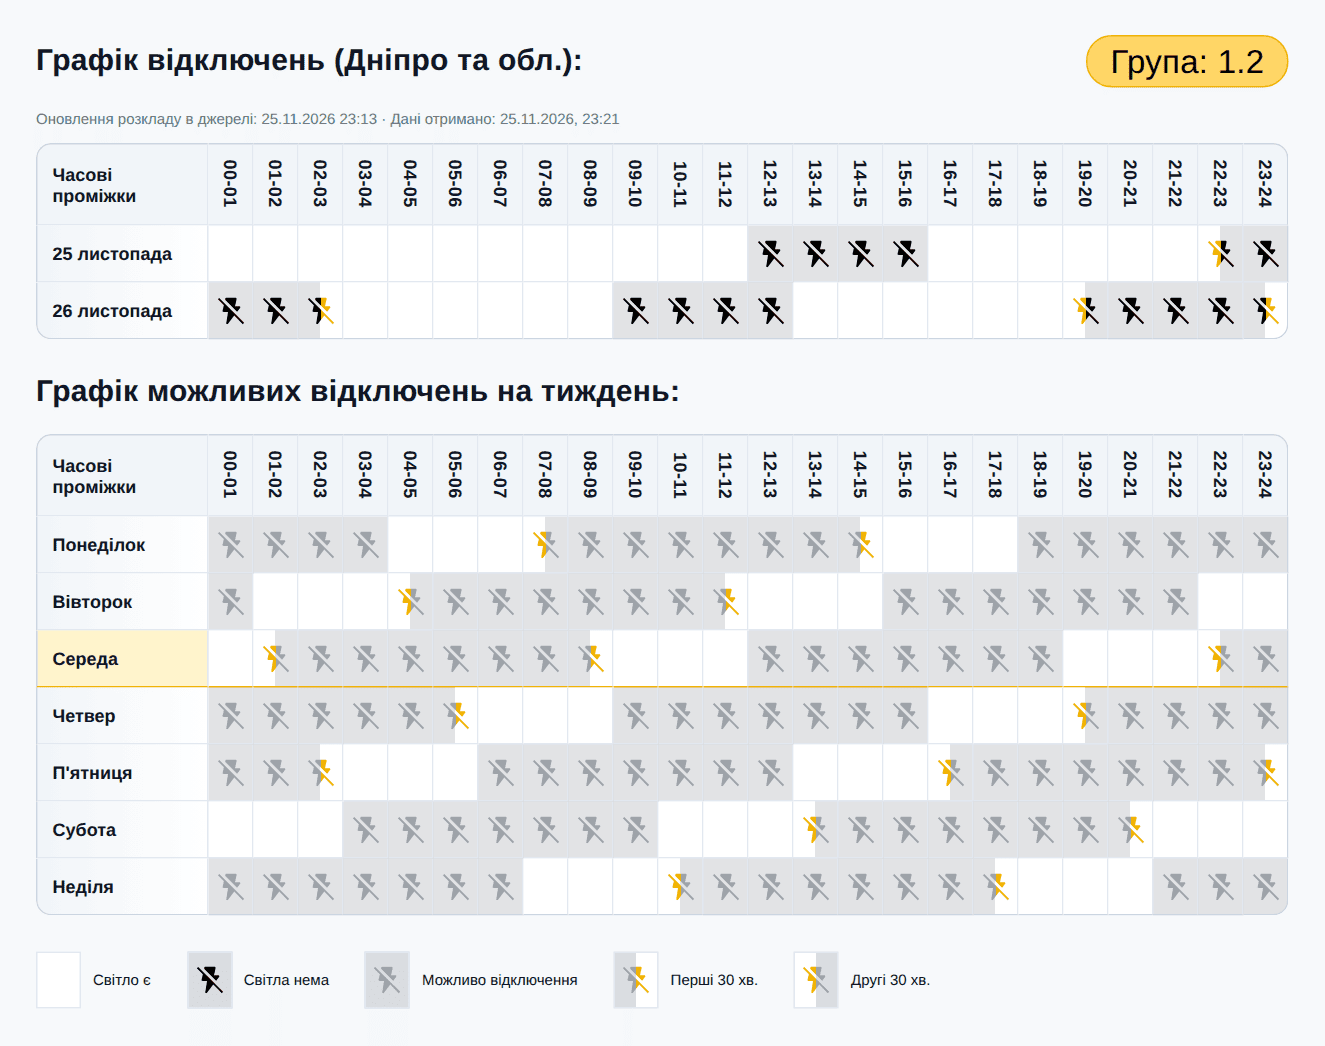 Графік відключень (Дніпро та обл.):
Група: 1.2
Оновлення розкладу в джерелі: 25.11.2026 23:13 · Дані отримано: 25.11.2026, 23:21
Часові проміжки 00-01 01-02 02-03 03-04 04-05 05-06 06-07 07-08 08-09 09-10 10-11 11-12 12-13 13-14 14-15 15-16 16-17 17-18 18-19 19-20 20-21 21-22 22-23 23-24
25 листопада
26 листопада
Графік можливих відключень на тиждень:
Часові проміжки 00-01 01-02 02-03 03-04 04-05 05-06 06-07 07-08 08-09 09-10 10-11 11-12 12-13 13-14 14-15 15-16 16-17 17-18 18-19 19-20 20-21 21-22 22-23 23-24
Понеділок
Вівторок
Середа
Четвер
П'ятниця
Субота
Неділя
Світло є Світла нема Можливо відключення Перші 30 хв. Другі 30 хв.